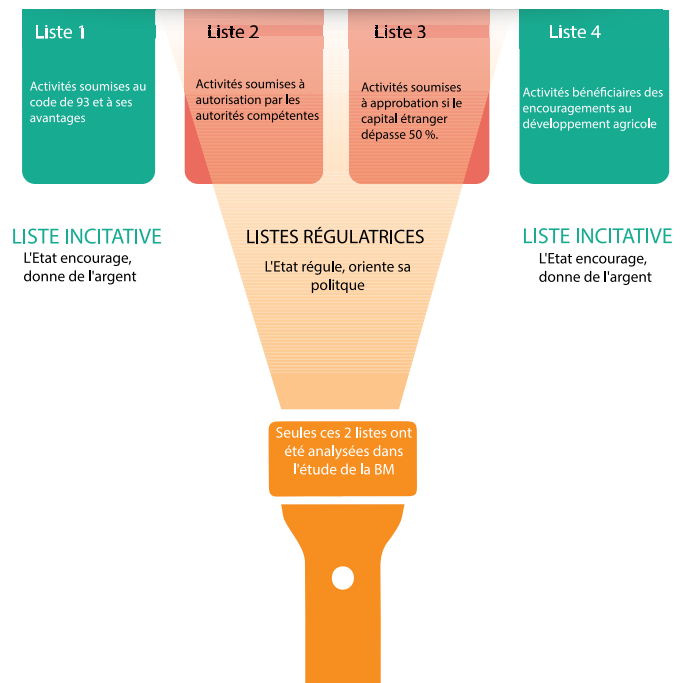 Liste 1
Activités soumises au
code de 93 et à ses
avantages
Liste 2
Activités soumises à
autorisation par les
autorités compétentes
Liste 3
Activités soumises
à approbation si le
capital étranger
dépasse 50 %.
Liste 4
Activités bénéficiaires des
encouragements au
développement agricole
LISTE INCITATIVE
L'Etat encourage,
donne de l'argent
LISTES RÉGULATRICES
L'Etat régule, oriente sa
politque
LISTE INCITATIVE
L'Etat encourage,
donne de l'argent
Seules ces 2 listes ont
été analysées dans
l'étude de la BM